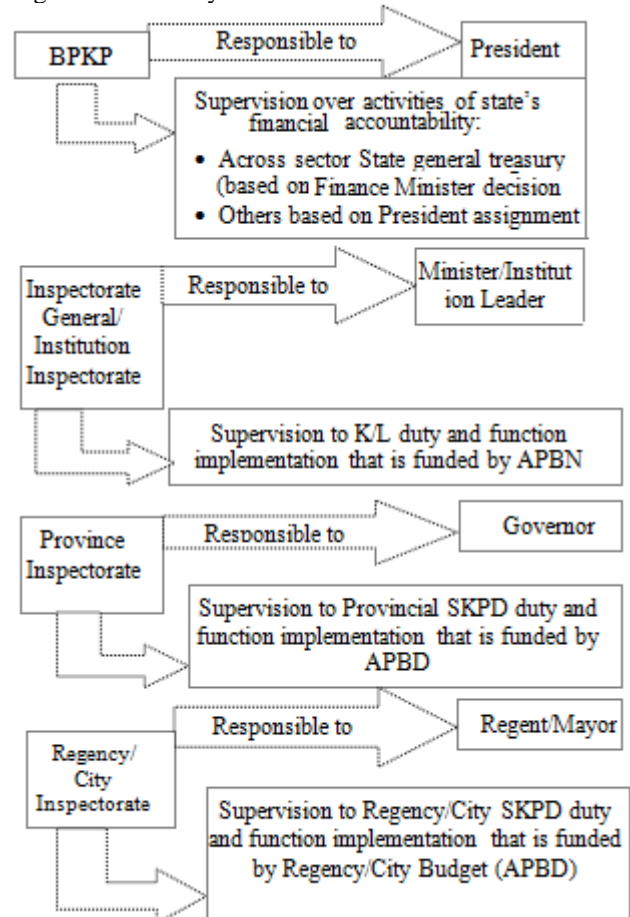 BPKP
Responsible to
President
Supervision over activities of state's
financial accountability:
• Across sector State general treasury
(based on Finance Minister decision
• Others based on President assignment
Inspectorate
General/
Institution
Inspectorate
Responsible to
Minister/Institut
ion Leader
Supervision to K/L duty and function
implementation that is funded by APBN
Province
Inspectorate
Responsible to
Governor
Supervision to Provincial SKPD duty and
function implementation that is funded by
APBD
Regency/
City
Inspectorate
Responsible to
Regent/Mayor
Supervision to Regency/City SKPD duty
and function implementation that is funded
by Regency/City Budget (APBD)